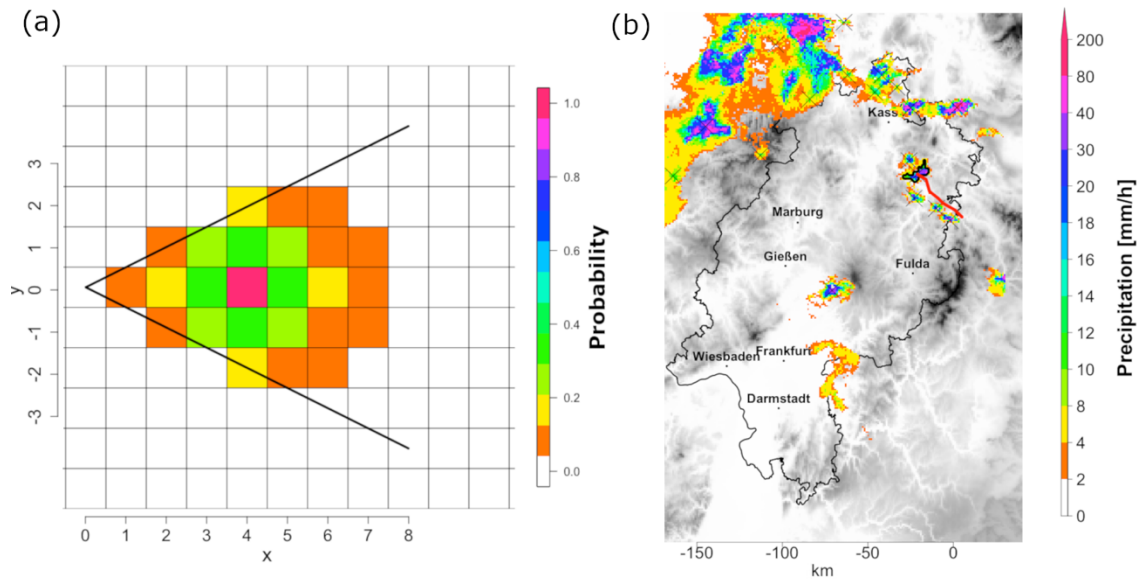 (a)
3
2
1
0
-1
-2
-3
y
0 1 2 3 4 5 6 7 8
x
1.0
0.8
0.6
0.4
0.2
0.0
Probability
(b)
Kass
Marburg
Gießen
Fulda
Wiesbaden
Frankfurt
Darmstadt
-150 -100 -50 0
km
200
80
30
20
18
16
14
12
10
8
4
2
0
Precipitation [mm/h]